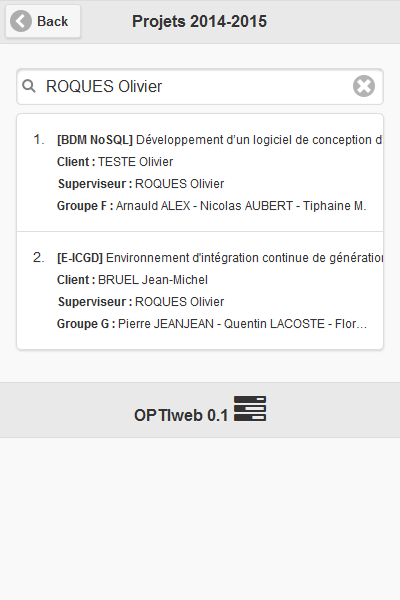 Back
Projets 2014-2015
ROQUES Olivier
1. [BDM NoSQL] Développement d'un logiciel de conception d
Client : TESTE Olivier
Superviseur : ROQUES Olivier
Groupe F : Arnauld ALEX - Nicolas AUBERT - Tiphaine M.
2. [E-ICGD] Environnement d'intégration continue de génération
Client : BRUEL Jean-Michel
Superviseur : ROQUES Olivier
Groupe G : Pierre JEANJEAN - Quentin LACOSTE - Flor...
OPTIweb 0.1